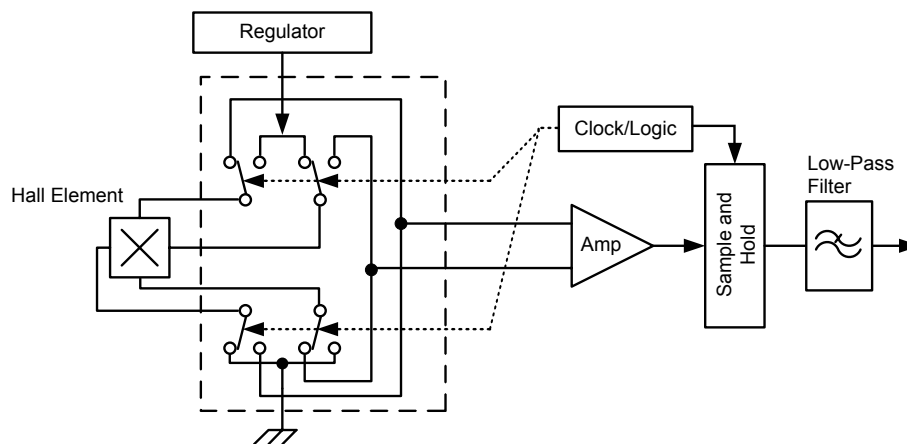 Regulator
Clock/Logic
Low-Pass
Filter
Hall Element
Amp
Sample and
Hold